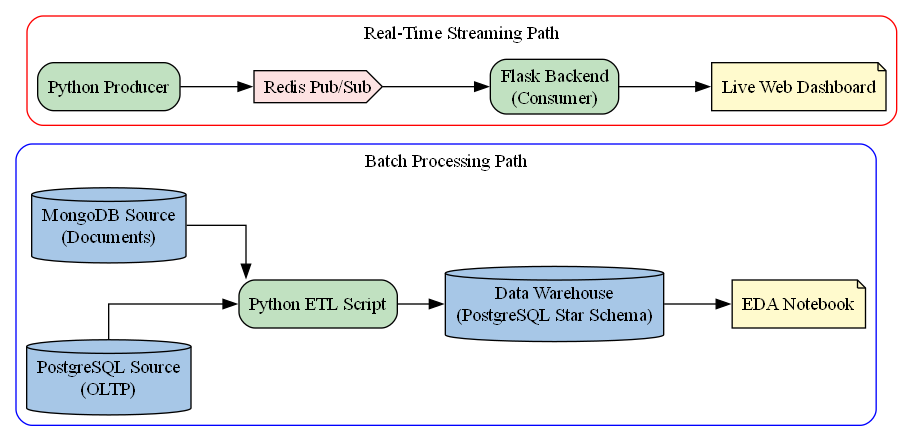 Real-Time Streaming Path
Python Producer
Redis Pub/Sub
Flask Backend
(Consumer)
Live Web Dashboard
Batch Processing Path
MongoDB Source
(Documents)
PostgreSQL Source
(OLTP)
Python ETL Script
Data Warehouse
(PostgreSQL Star Schema)
EDA Notebook